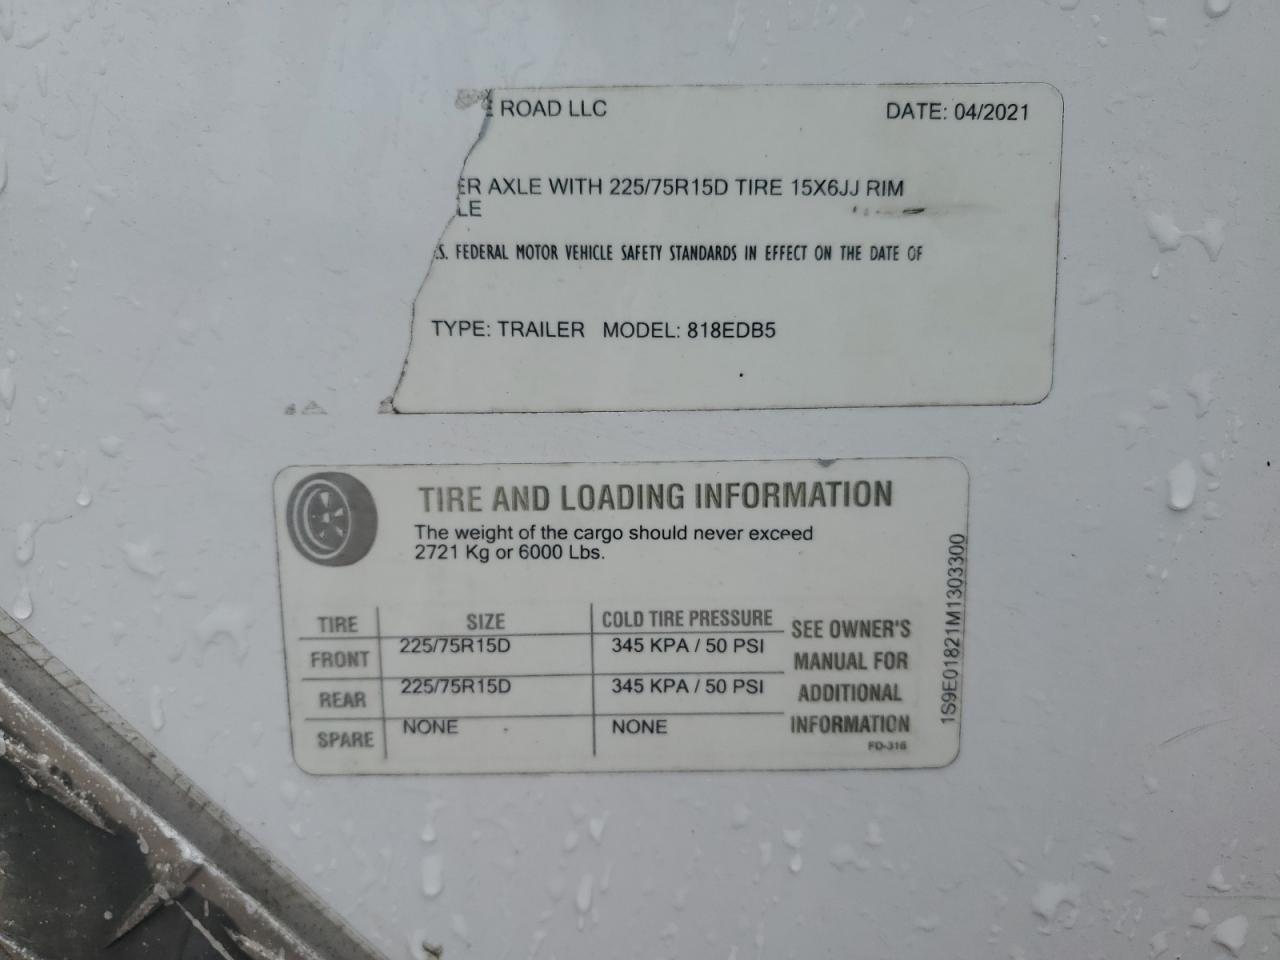 ROAD LLC DATE: 04/2021
ER AXLE WITH 225/75R15D TIRE 15X6JJ RIM
LE
.S. FEDERAL MOTOR VEHICLE SAFETY STANDARDS IN EFFECT ON THE DATE OF
TYPE: TRAILER MODEL: 818EDB5
TIRE AND LOADING INFORMATION
The weight of the cargo should never exceed
2721 Kg or 6000 Lbs.
TIRE SIZE COLD TIRE PRESSURE
FRONT 225/75R15D 345 KPA / 50 PSI
REAR 225/75R15D 345 KPA / 50 PSI
SPARE NONE NONE
SEE OWNER'S
MANUAL FOR
ADDITIONAL
INFORMATION
FD-316
1S9E01821M1303300